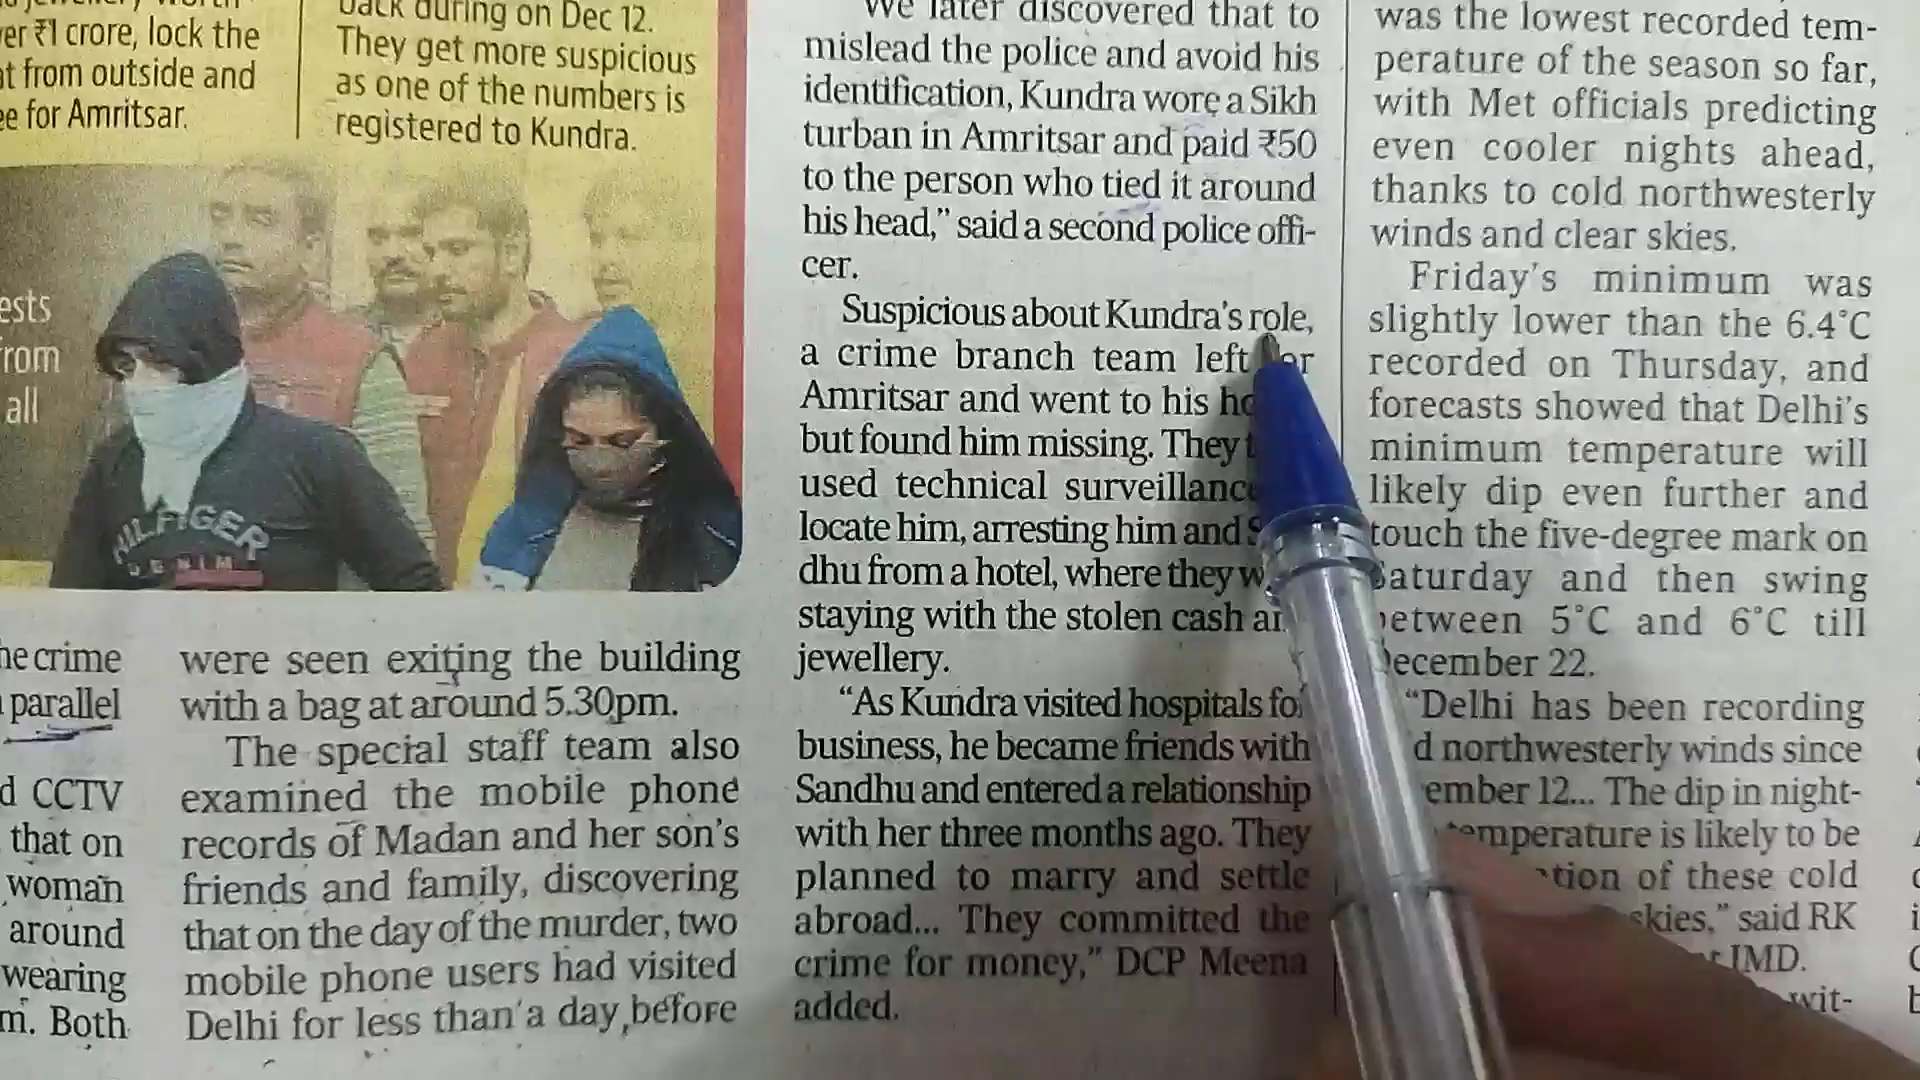 er ₹1 crore, lock the
t from outside and
e for Amritsar.
back during on Dec 12.
They get more suspicious
as one of the numbers is
registered to Kundra.
ests
rom
all
HILFIGER
DENIM
he crime
parallel
d CCTV
that on
woman
around
wearing
m. Both
were seen exiting the building
with a bag at around 5.30pm.
The special staff team also
examined the mobile phone
records of Madan and her son's
friends and family, discovering
that on the day of the murder, two
mobile phone users had visited
Delhi for less than a day before
We later discovered that to
mislead the police and avoid his
identification, Kundra wore a Sikh
turban in Amritsar and paid ₹50
to the person who tied it around
his head,” said a second police offi-
cer.
Suspicious about Kundra’s role,
a crime branch team left
Amritsar and went to his
but found him missing. They
used technical surveillance
locate him, arresting him and
dhu from a hotel, where they
staying with the stolen cash
jewellery.
“As Kundra visited hospitals
business, he became friends with
Sandhu and entered a relationship
with her three months ago. They
planned to marry and settle
abroad... They committed the
crime for money,” DCP Meena
added.
was the lowest recorded tem-
perature of the season so far,
with Met officials predicting
even cooler nights ahead,
thanks to cold northwesterly
winds and clear skies.
Friday’s minimum was
slightly lower than the 6.4°C
recorded on Thursday, and
forecasts showed that Delhi’s
minimum temperature will
likely dip even further and
touch the five-degree mark on
Saturday and then swing
between 5°C and 6°C till
December 22.
“Delhi has been recording
d northwesterly winds since
ember 12... The dip in night-
temperature is likely to be
tion of these cold
skies,” said RK
IMD.
wit-